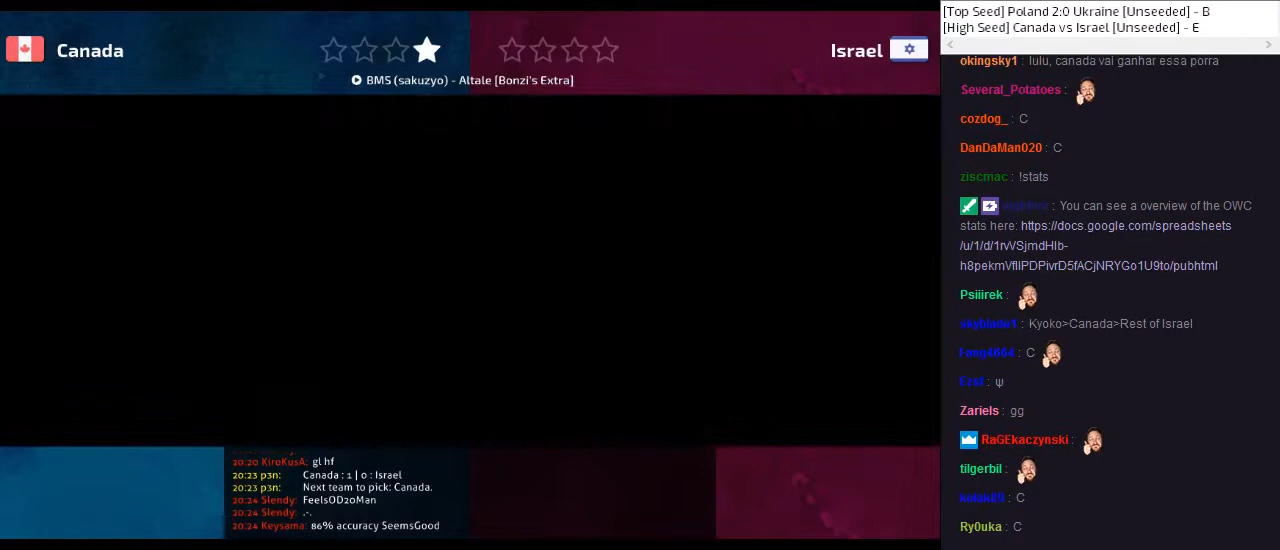 [Top Seed] Poland 2:0 Ukraine [Unseeded] - B
[High Seed] Canada vs Israel [Unseeded] - E
Canada
Israel
BMS (sakuzyo) - Altale [Bonzi's Extra]
okingsky1 : lulu, canada vai ganhar essa porra
Several_Potatoes :
cozdog_ : C
DanDaMan020 : C
ziscmac : !stats
: You can see a overview of the OWC
stats here: https://docs.google.com/spreadsheets
/u/1/d/1rvVSjmdHlb-
h8pekmVfIlPDPivrD5fACjNRYGo1U9to/pubhtml
Psiiirek :
skyblade1 : Kyoko>Canada>Rest of Israel
Fang4664 : C
: ψ
Zariels : gg
RaGEkaczynski :
tilgerbil :
: C
Ry0uka : C
20:20 KiroKusA: gl hf
20:23 p3n: Canada : 1 | 0 : Israel
20:23 p3n: Next team to pick: Canada.
20:24 Slendy: FeelsOD20Man
20:24 Slendy: .-.
20:24 Keysama: 86% accuracy SeemsGood